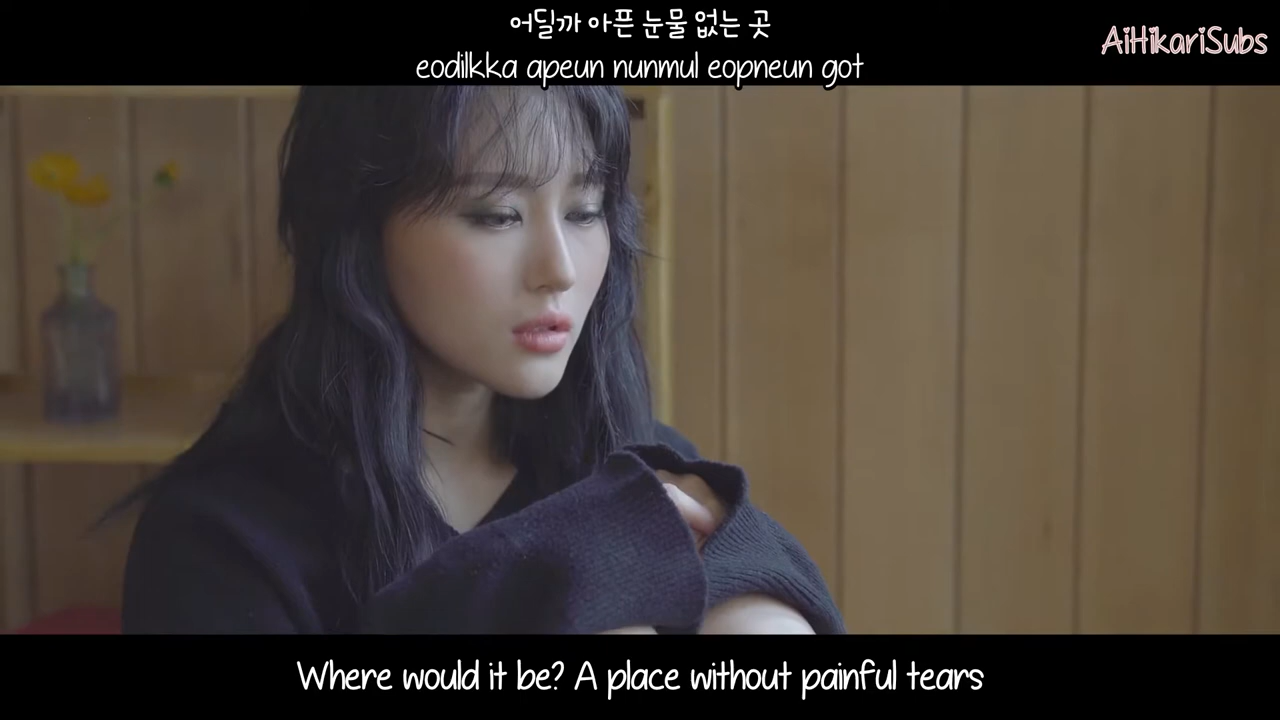 어딜까 아픈 눈물 없는 곳
eodilkka apeun nunmul eopneun got
AiHikariSubs
Where would it be? A place without painful tears